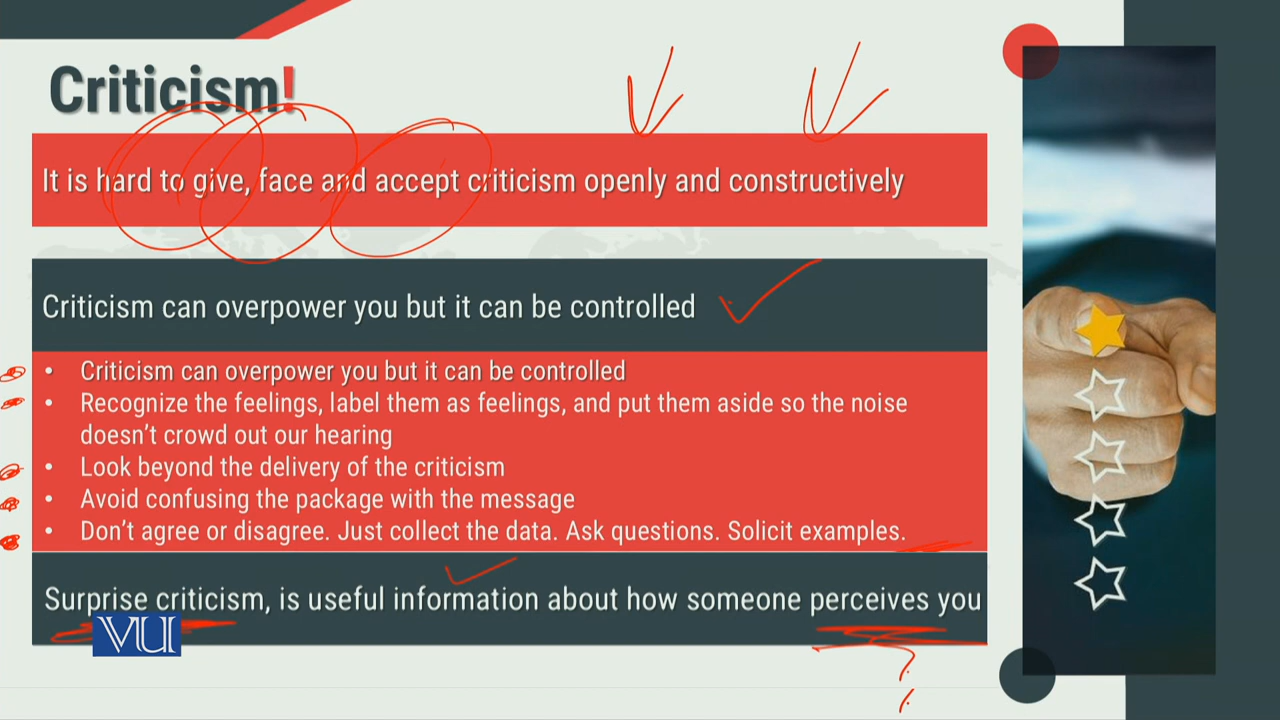 Criticism!
It is hard to give, face and accept criticism openly and constructively
Criticism can overpower you but it can be controlled
• Criticism can overpower you but it can be controlled
• Recognize the feelings, label them as feelings, and put them aside so the noise
doesn't crowd out our hearing
• Look beyond the delivery of the criticism
• Avoid confusing the package with the message
• Don't agree or disagree. Just collect the data. Ask questions. Solicit examples.
Surprise criticism, is useful information about how someone perceives you
VU
?